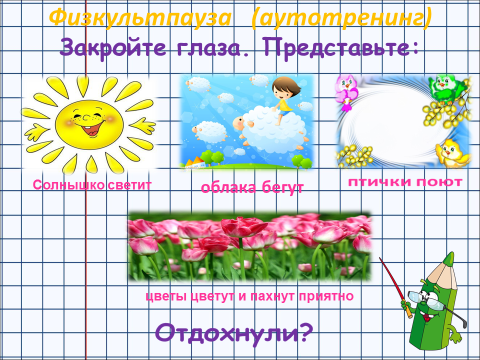 Физкультпауза (аутотренинг)
Закройте глаза. Представьте:
Солнышко светит
облака бегут
птички поют
цветы цветут и пахнут приятно
Отдохнули?